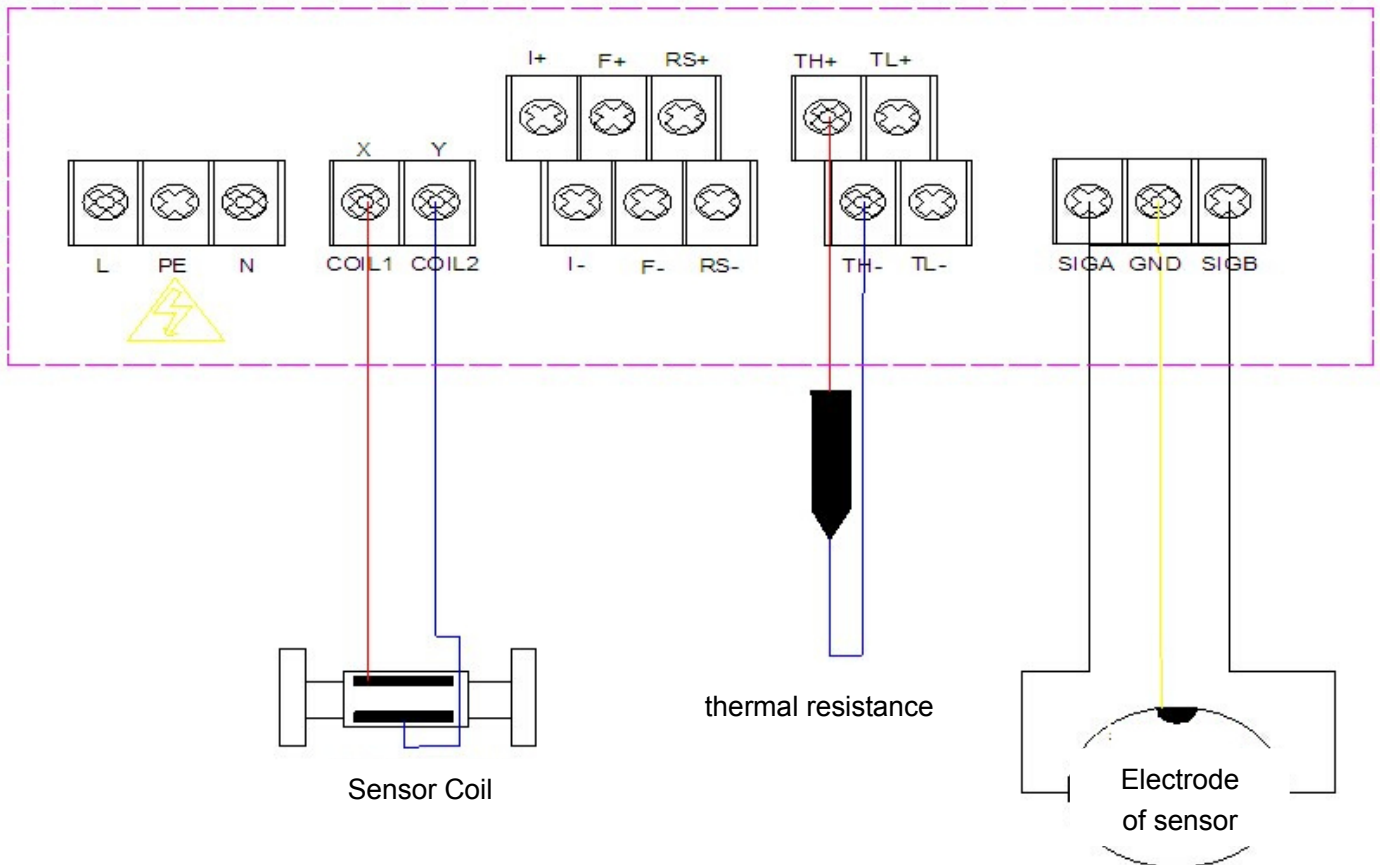 I+ F+ RS+ TH+ TL+
X Y
L PE N COIL1 COIL2 I- F- RS- TH- TL- SIGA GND SIGB
thermal resistance
Sensor Coil
Electrode
of sensor